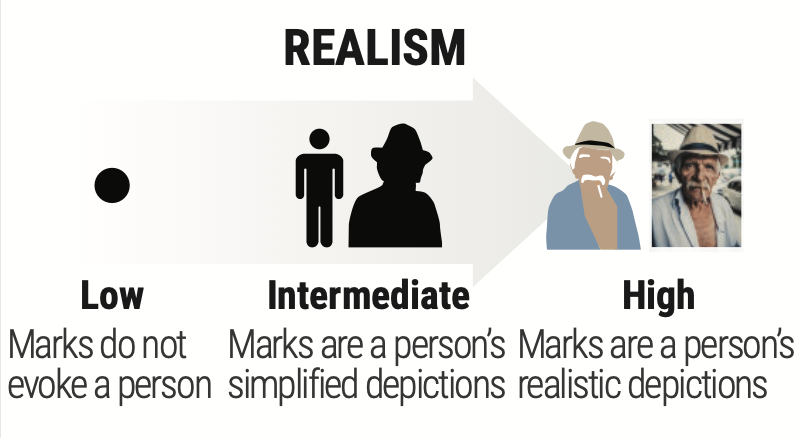 REALISM
Low
Marks do not
evoke a person
Intermediate
Marks are a person’s
simplified depictions
High
Marks are a person’s
realistic depictions